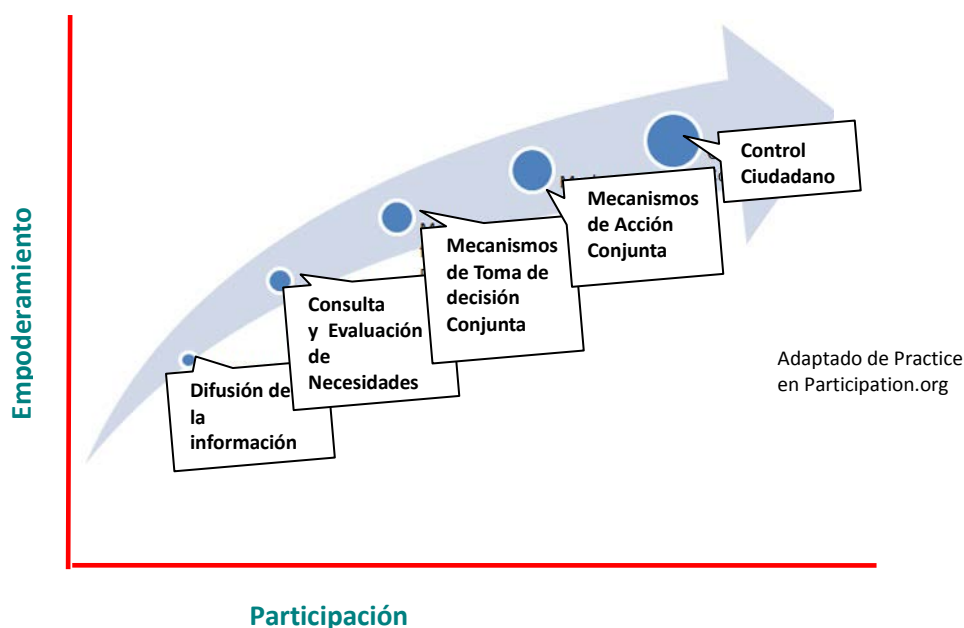 Empoderamiento
Control
Ciudadano
Mecanismos
de Acción
Conjunta
Mecanismos
de Toma de
decisión
Conjunta
Consulta
y Evaluación
de
Necesidades
Difusión de
la
información
Adaptado de Practice
en Participation.org
Participación